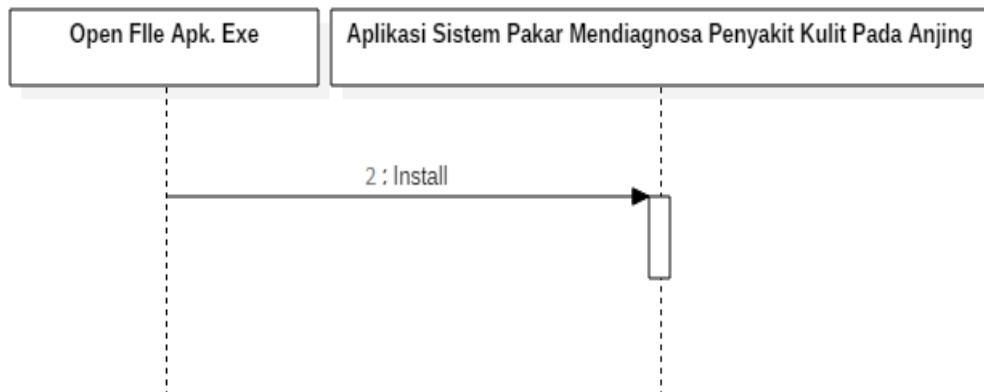 Open FIle Apk. Exe
Aplikasi Sistem Pakar Mendiagnosa Penyakit Kulit Pada Anjing
2 : Install